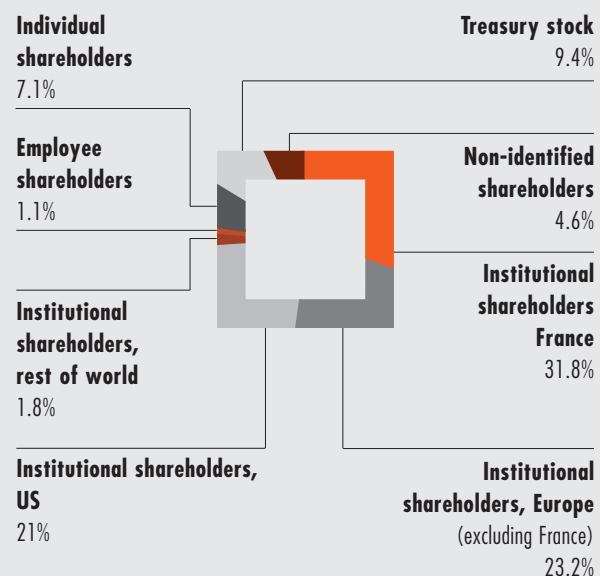 Individual
shareholders
7.1%
Employee
shareholders
1.1%
Institutional
shareholders,
rest of world
1.8%
Institutional shareholders,
US
21%
Treasury stock
9.4%
Non-identified
shareholders
4.6%
Institutional
shareholders
France
31.8%
Institutional
shareholders, Europe
(excluding France)
23.2%